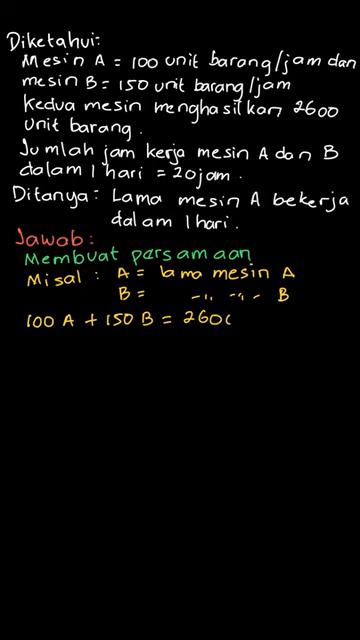 Diketahui:
Mesin A = 100 unit barang/jam dan
mesin B = 150 unit barang/jam
Kedua mesin menghasilkan 2600
unit barang.
Jumlah jam kerja mesin A dan B
dalam 1 hari = 20 jam.
Ditanya: Lama mesin A bekerja
dalam 1 hari.
Jawab:
Membuat persamaan
Misal: A = lama mesin A
B = -〃- -〃- B
100 A + 150 B = 260(